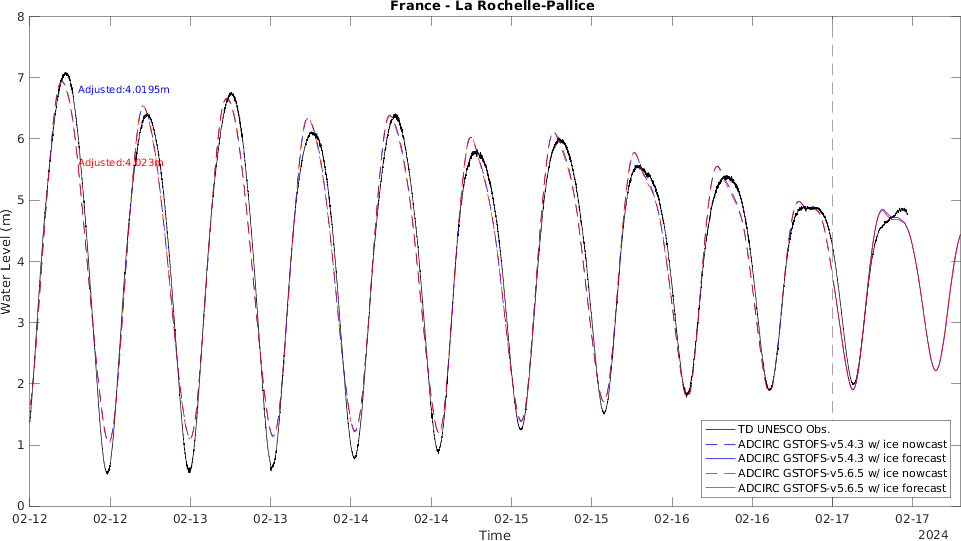 France - La Rochelle-Pallice
8
7
6
5
4
3
2
1
0
Water Level (m)
Adjusted:4.0195m
Adjusted:4.023m
TD UNESCO Obs.
ADCIRC GSTOFS-v5.4.3 w/ ice nowcast
ADCIRC GSTOFS-v5.4.3 w/ ice forecast
ADCIRC GSTOFS-v5.6.5 w/ ice nowcast
ADCIRC GSTOFS-v5.6.5 w/ ice forecast
02-12 02-12 02-13 02-13 02-14 02-14 02-15 02-15 02-16 02-16 02-17 02-17
Time
2024